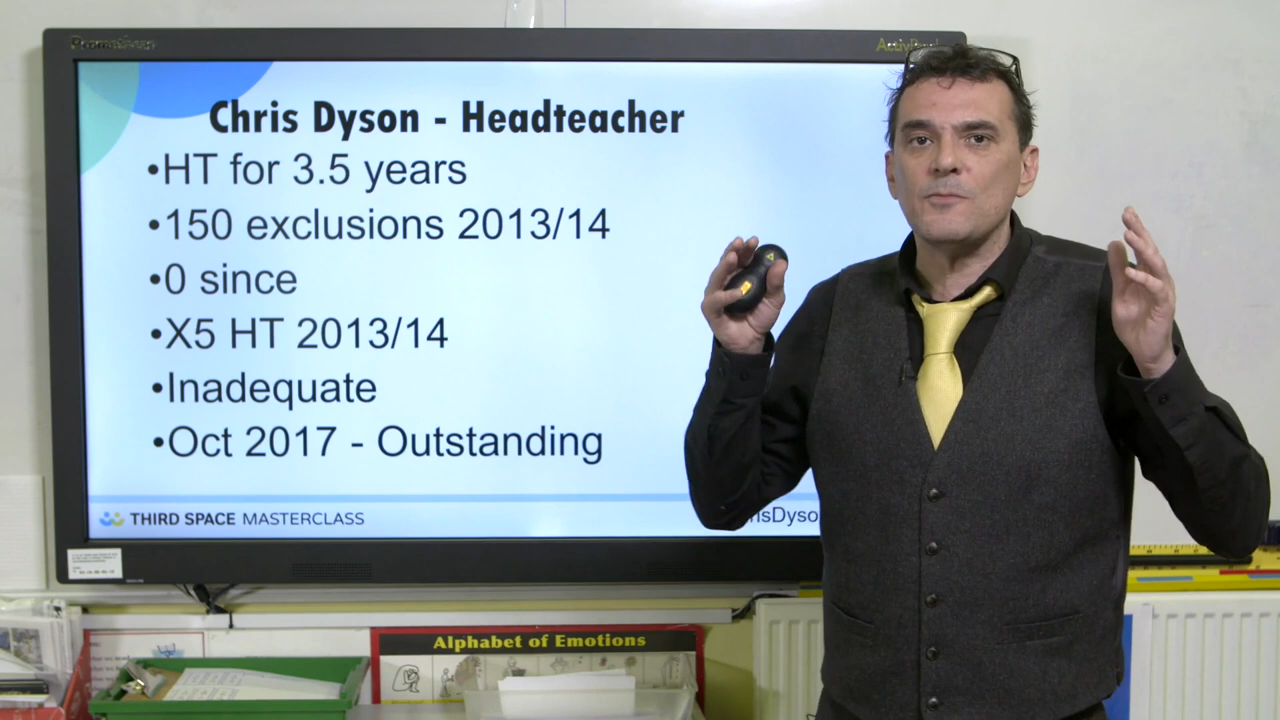 Promethean
Chris Dyson - Headteacher
•HT for 3.5 years
•150 exclusions 2013/14
•0 since
•X5 HT 2013/14
•Inadequate
•Oct 2017 - Outstanding
THIRD SPACE MASTERCLASS
Alphabet of Emotions